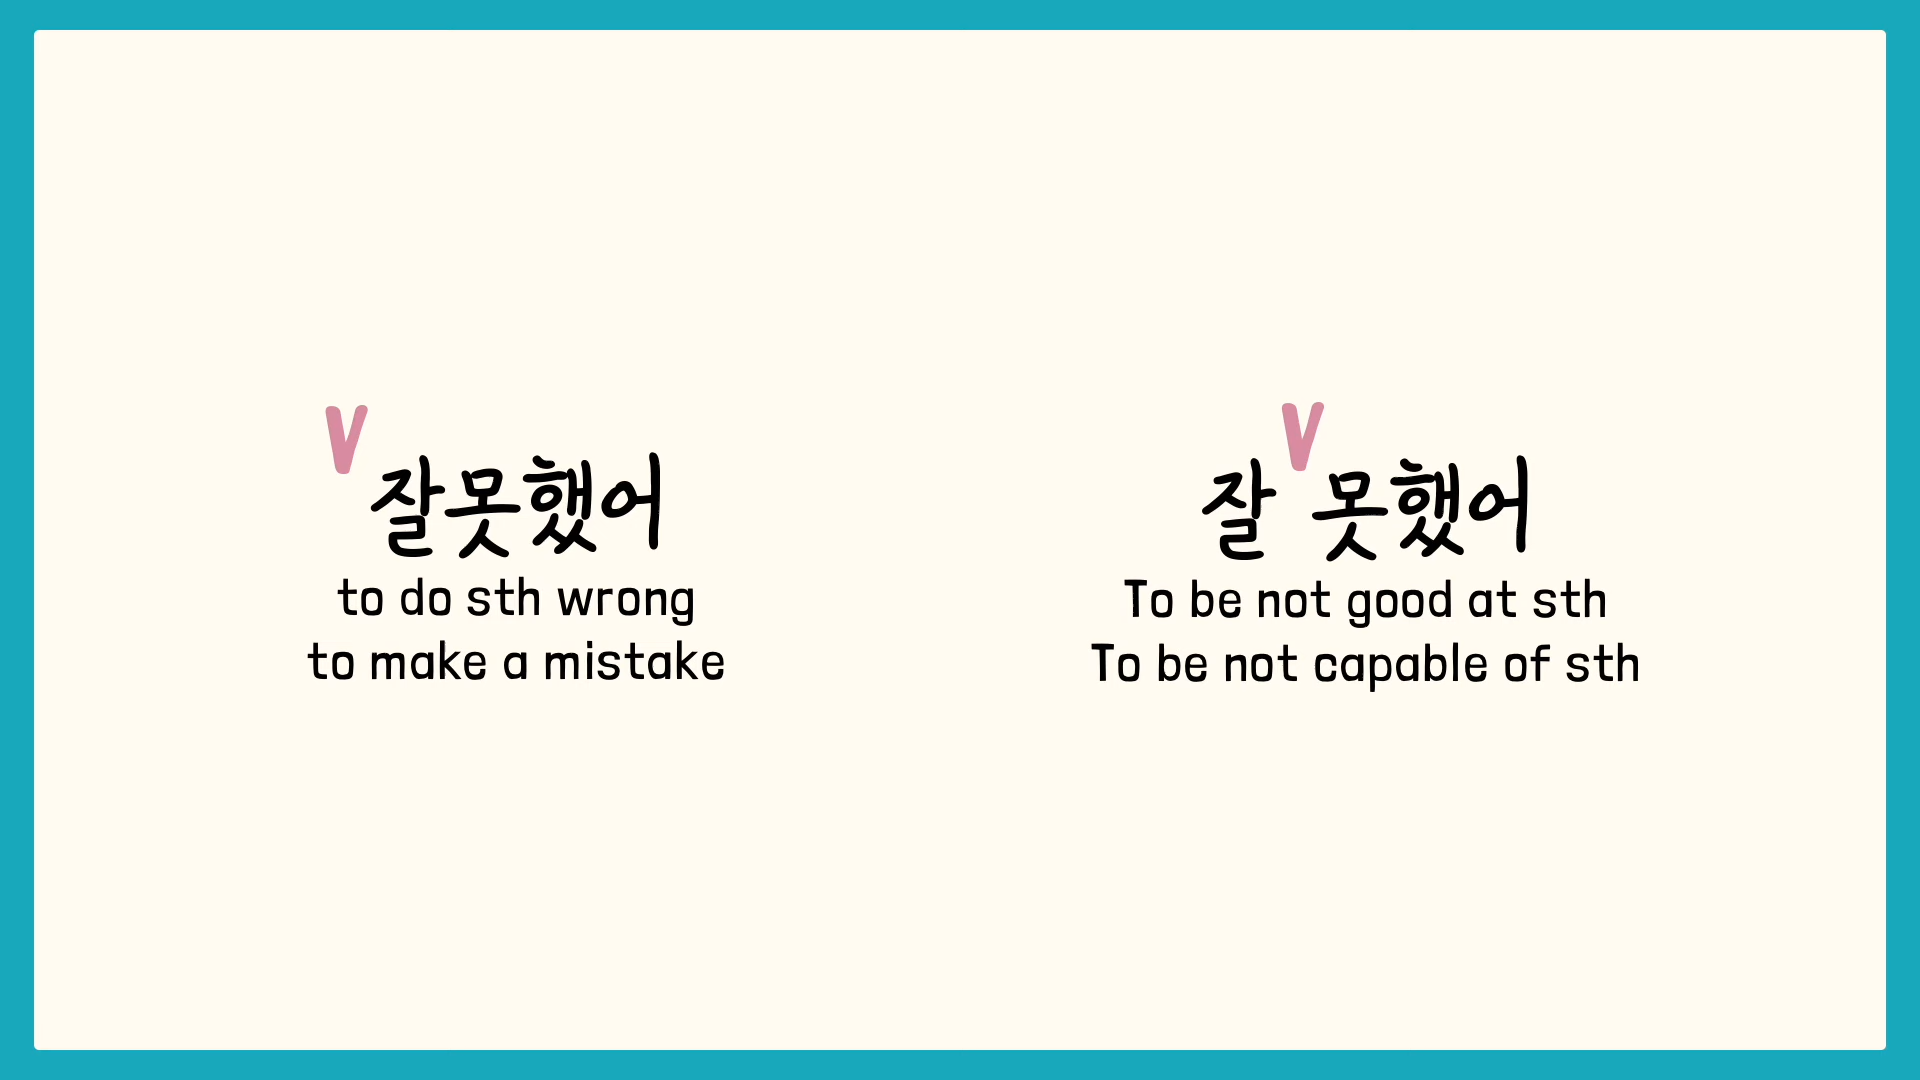 V
잘못했어
to do sth wrong
to make a mistake
V
잘 못했어
To be not good at sth
To be not capable of sth